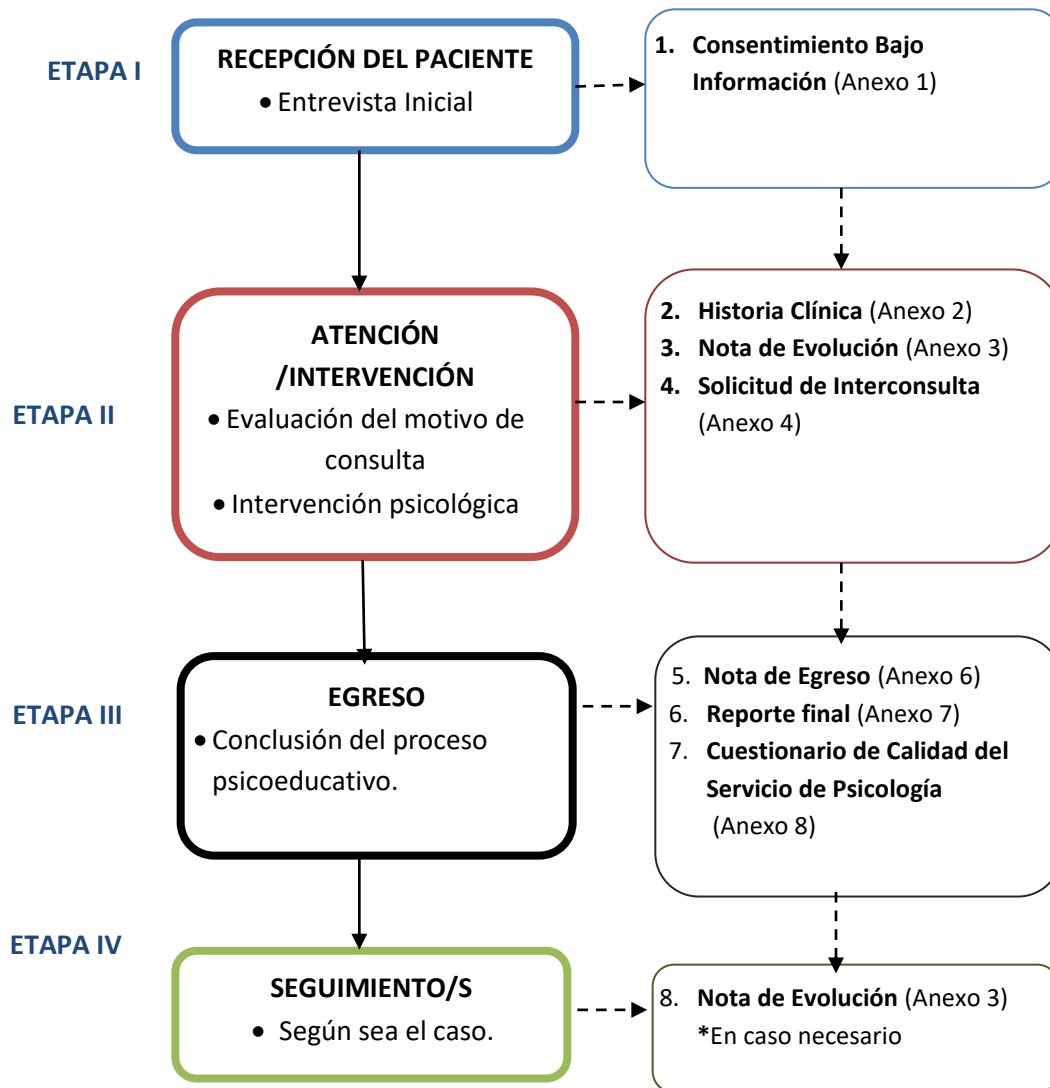 ETAPA I
RECEPCIÓN DEL PACIENTE
• Entrevista Inicial
1. Consentimiento Bajo
Información (Anexo 1)
ETAPA II
ATENCIÓN
/INTERVENCIÓN
• Evaluación del motivo de
consulta
• Intervención psicológica
2. Historia Clínica (Anexo 2)
3. Nota de Evolución (Anexo 3)
4. Solicitud de Interconsulta
(Anexo 4)
ETAPA III
EGRESO
• Conclusión del proceso
psicoeducativo.
5. Nota de Egreso (Anexo 6)
6. Reporte final (Anexo 7)
7. Cuestionario de Calidad del
Servicio de Psicología
(Anexo 8)
ETAPA IV
SEGUIMIENTO/S
• Según sea el caso.
8. Nota de Evolución (Anexo 3)
*En caso necesario